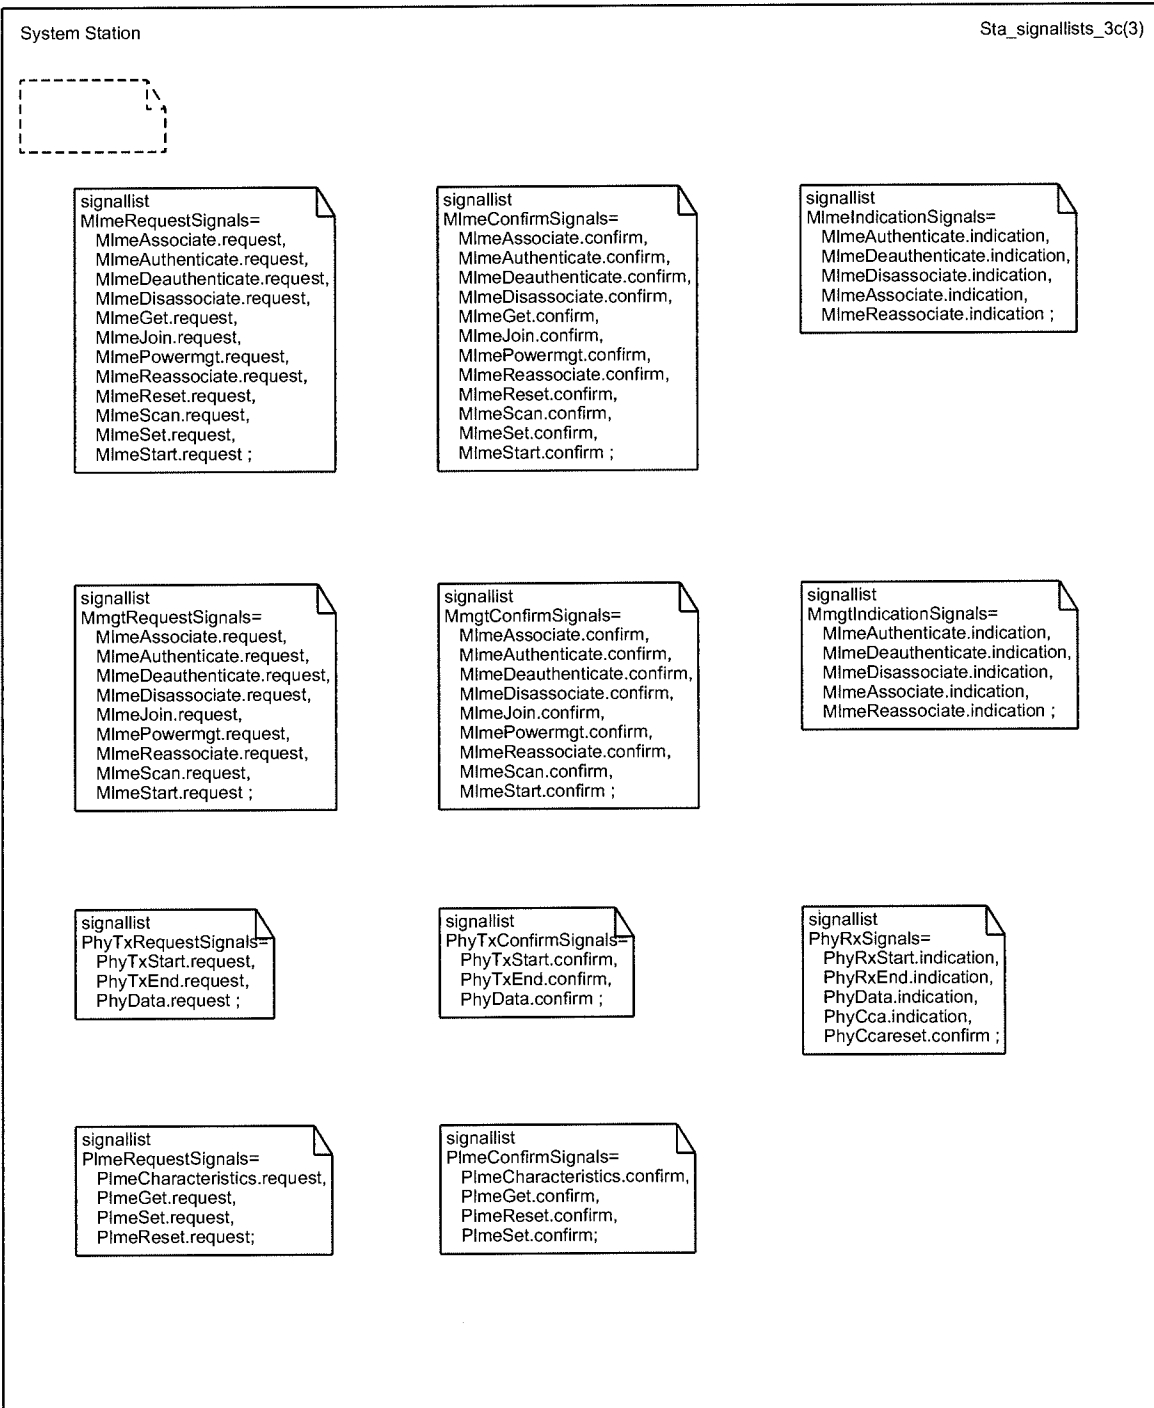 System Station
Sta_signallists_3c(3)
signallist
MlmeRequestSignals=
MlmeAssociate.request,
MlmeAuthenticate.request,
MlmeDeauthenticate.request,
MlmeDisassociate.request,
MlmeGet.request,
MlmeJoin.request,
MlmePowermgt.request,
MlmeReassociate.request,
MlmeReset.request,
MlmeScan.request,
MlmeSet.request,
MlmeStart.request ;
signallist
MlmeConfirmSignals=
MlmeAssociate.confirm,
MlmeAuthenticate.confirm,
MlmeDeauthenticate.confirm,
MlmeDisassociate.confirm,
MlmeGet.confirm,
MlmeJoin.confirm,
MlmePowermgt.confirm,
MlmeReassociate.confirm,
MlmeReset.confirm,
MlmeScan.confirm,
MlmeSet.confirm,
MlmeStart.confirm ;
signallist
MlmeIndicationSignals=
MlmeAuthenticate.indication,
MlmeDeauthenticate.indication,
MlmeDisassociate.indication,
MlmeAssociate.indication,
MlmeReassociate.indication ;
signallist
MmgtRequestSignals=
MlmeAssociate.request,
MlmeAuthenticate.request,
MlmeDeauthenticate.request,
MlmeDisassociate.request,
MlmeJoin.request,
MlmePowermgt.request,
MlmeReassociate.request,
MlmeScan.request,
MlmeStart.request ;
signallist
MmgtConfirmSignals=
MlmeAssociate.confirm,
MlmeAuthenticate.confirm,
MlmeDeauthenticate.confirm,
MlmeDisassociate.confirm,
MlmeJoin.confirm,
MlmePowermgt.confirm,
MlmeReassociate.confirm,
MlmeScan.confirm,
MlmeStart.confirm ;
signallist
MmgtIndicationSignals=
MlmeAuthenticate.indication,
MlmeDeauthenticate.indication,
MlmeDisassociate.indication,
MlmeAssociate.indication,
MlmeReassociate.indication ;
signallist
PhyTxRequestSignals=
PhyTxStart.request,
PhyTxEnd.request,
PhyData.request ;
signallist
PhyTxConfirmSignals=
PhyTxStart.confirm,
PhyTxEnd.confirm,
PhyData.confirm ;
signallist
PhyRxSignals=
PhyRxStart.indication,
PhyRxEnd.indication,
PhyData.indication,
PhyCca.indication,
PhyCcareset.confirm ;
signallist
PlmeRequestSignals=
PlmeCharacteristics.request,
PlmeGet.request,
PlmeSet.request,
PlmeReset.request;
signallist
PlmeConfirmSignals=
PlmeCharacteristics.confirm,
PlmeGet.confirm,
PlmeReset.confirm,
PlmeSet.confirm;